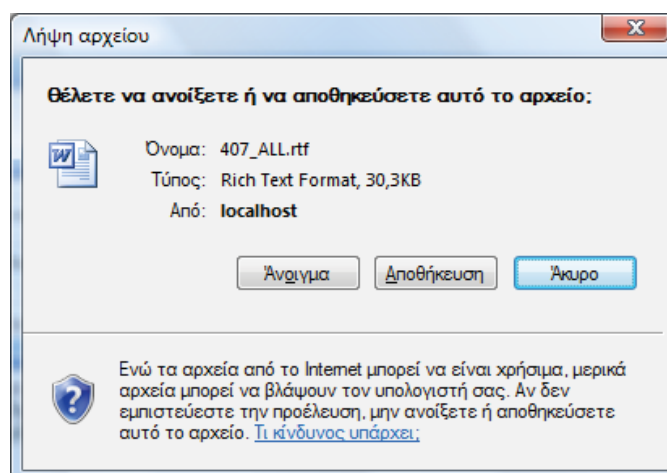 Λήψη αρχείου
Θέλετε να ανοίξετε ή να αποθηκεύσετε αυτό το αρχείο;
Όνομα: 407_ALL.rtf
Τύπος: Rich Text Format, 30,3KB
Από: localhost
Άνοιγμα Αποθήκευση Άκυρο
Ενώ τα αρχεία από το Internet μπορεί να είναι χρήσιμα, μερικά
αρχεία μπορεί να βλάψουν τον υπολογιστή σας. Αν δεν
εμπιστεύεστε την προέλευση, μην ανοίξετε ή αποθηκεύσετε
αυτό το αρχείο. Τι κίνδυνος υπάρχει;